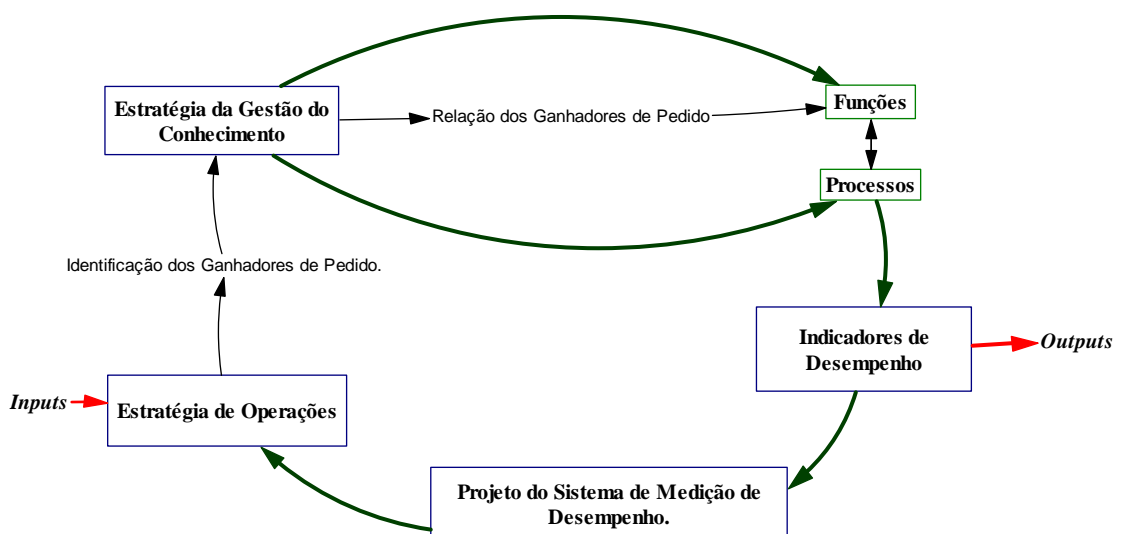 Estratégia da Gestão do
Conhecimento
Relação dos Ganhadores de Pedido
Funções
Processos
Identificação dos Ganhadores de Pedido.
Indicadores de
Desempenho
Outputs
Inputs
Estratégia de Operações
Projeto do Sistema de Medição de
Desempenho.